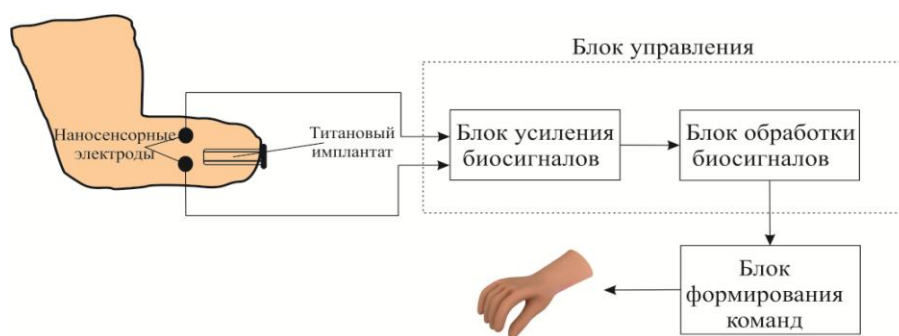 Блок управления
Наносенсорные
электроды
Титановый
имплантат
Блок усиления
биосигналов
Блок обработки
биосигналов
Блок
формирования
команд